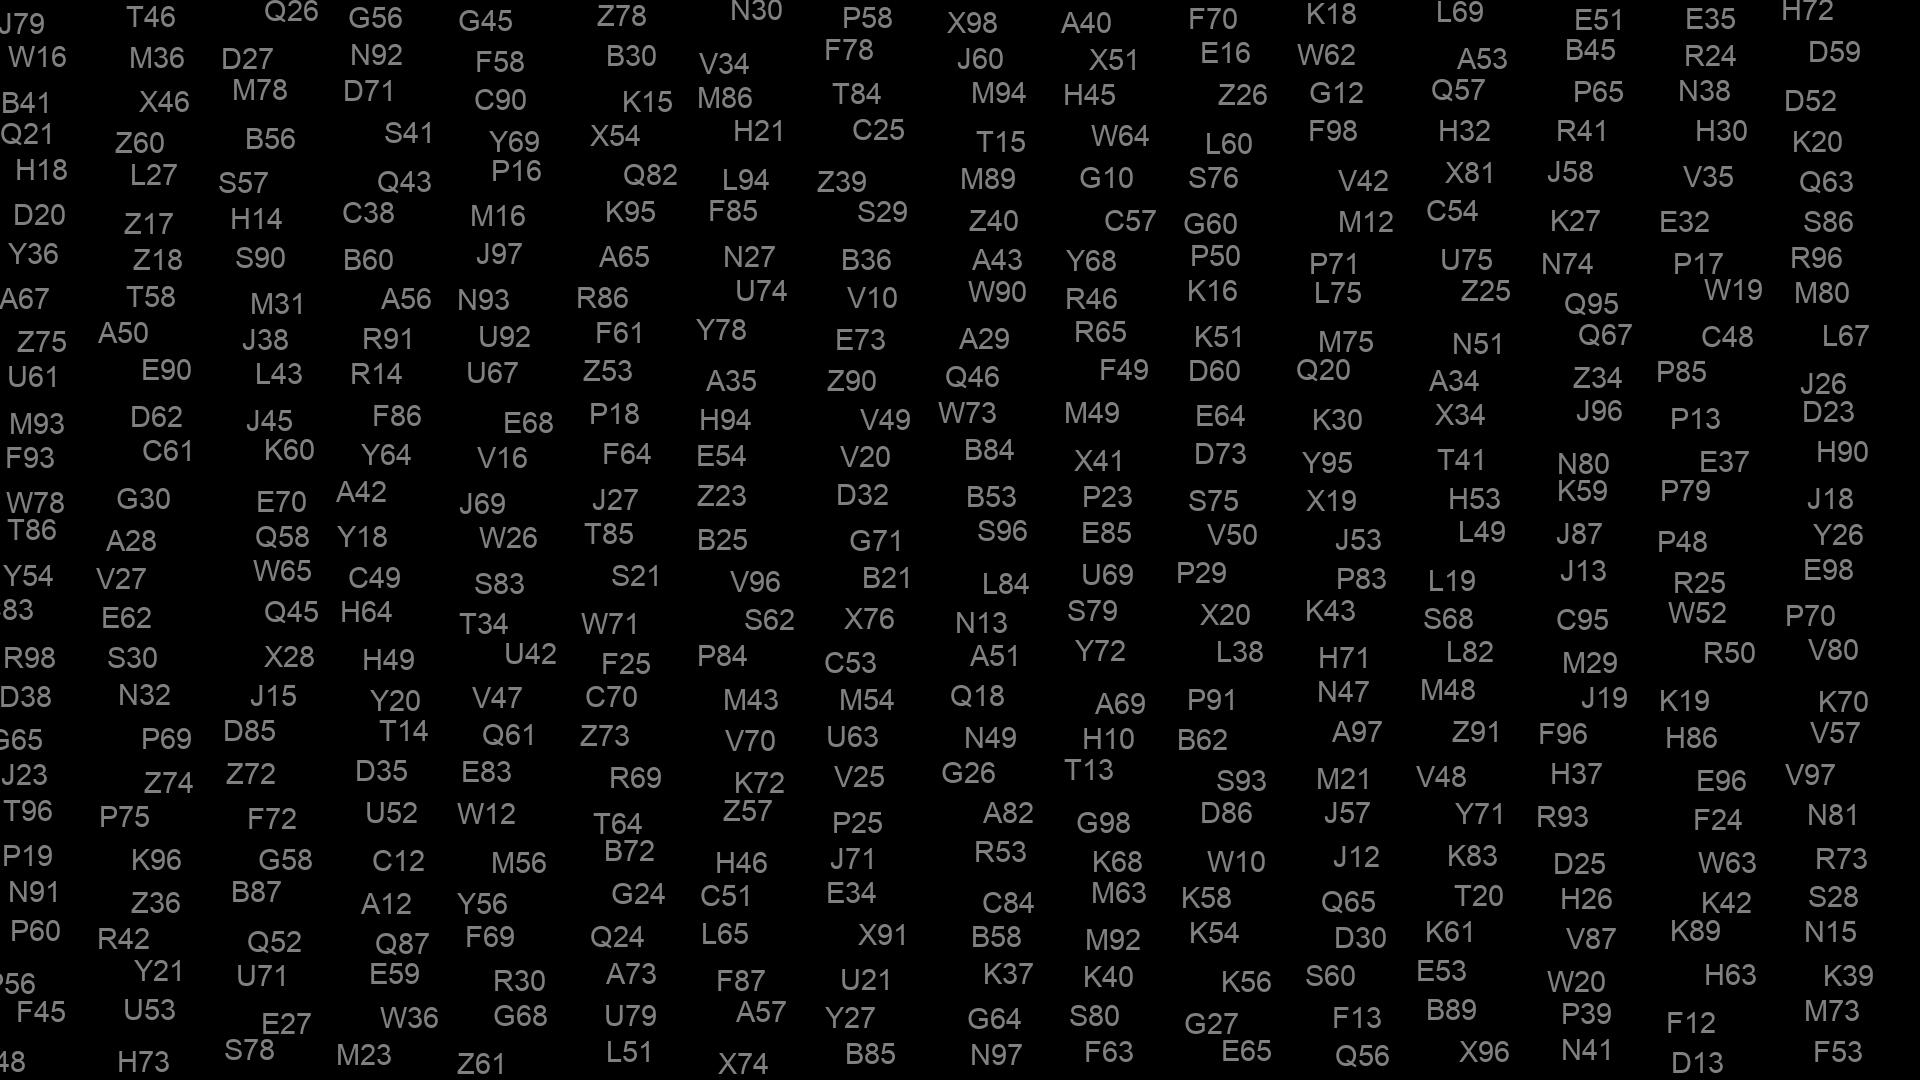 J79 T46 Q26 G56 G45 Z78 N30 P58 X98 A40 F70 K18 L69 E51 E35 H72
W16 M36 D27 N92 F58 B30 V34 F78 J60 X51 E16 W62 A53 B45 R24 D59
B41 X46 M78 D71 C90 K15 M86 T84 M94 H45 Z26 G12 Q57 P65 N38 D52
Q21 Z60 B56 S41 Y69 X54 H21 C25 T15 W64 L60 F98 H32 R41 H30 K20
H18 L27 S57 Q43 P16 Q82 L94 Z39 M89 G10 S76 V42 X81 J58 V35 Q63
D20 Z17 H14 C38 M16 K95 F85 S29 Z40 C57 G60 M12 C54 K27 E32 S86
Y36 Z18 S90 B60 J97 A65 N27 B36 A43 Y68 P50 P71 U75 N74 P17 R96
A67 T58 M31 A56 N93 R86 U74 V10 W90 R46 K16 L75 Z25 Q95 W19 M80
Z75 A50 J38 R91 U92 F61 Y78 E73 A29 R65 K51 M75 N51 Q67 C48 L67
U61 E90 L43 R14 U67 Z53 A35 Z90 Q46 F49 D60 Q20 A34 Z34 P85 J26
M93 D62 J45 F86 E68 P18 H94 V49 W73 M49 E64 K30 X34 J96 P13 D23
F93 C61 K60 Y64 V16 F64 E54 V20 B84 X41 D73 Y95 T41 N80 E37 H90
W78 G30 E70 A42 J69 J27 Z23 D32 B53 P23 S75 X19 H53 K59 P79 J18
T86 A28 Q58 Y18 W26 T85 B25 G71 S96 E85 V50 J53 L49 J87 P48 Y26
Y54 V27 W65 C49 S83 S21 V96 B21 L84 U69 P29 P83 L19 J13 R25 E98
83 E62 Q45 H64 T34 W71 S62 X76 N13 S79 X20 K43 S68 C95 W52 P70
R98 S30 X28 H49 U42 F25 P84 C53 A51 Y72 L38 H71 L82 M29 R50 V80
D38 N32 J15 Y20 V47 C70 M43 M54 Q18 A69 P91 N47 M48 J19 K19 K70
G65 P69 D85 T14 Q61 Z73 V70 U63 N49 H10 B62 A97 Z91 F96 H86 V57
J23 Z74 Z72 D35 E83 R69 K72 V25 G26 T13 S93 M21 V48 H37 E96 V97
T96 P75 F72 U52 W12 T64 Z57 P25 A82 G98 D86 J57 Y71 R93 F24 N81
P19 K96 G58 C12 M56 B72 H46 J71 R53 K68 W10 J12 K83 D25 W63 R73
N91 Z36 B87 A12 Y56 G24 C51 E34 C84 M63 K58 Q65 T20 H26 K42 S28
P60 R42 Q52 Q87 F69 Q24 L65 X91 B58 M92 K54 D30 K61 V87 K89 N15
56 Y21 U71 E59 R30 A73 F87 U21 K37 K40 K56 S60 E53 W20 H63 K39
F45 U53 E27 W36 G68 U79 A57 Y27 G64 S80 G27 F13 B89 P39 F12 M73
48 H73 S78 M23 Z61 L51 X74 B85 N97 F63 E65 Q56 X96 N41 D13 F53